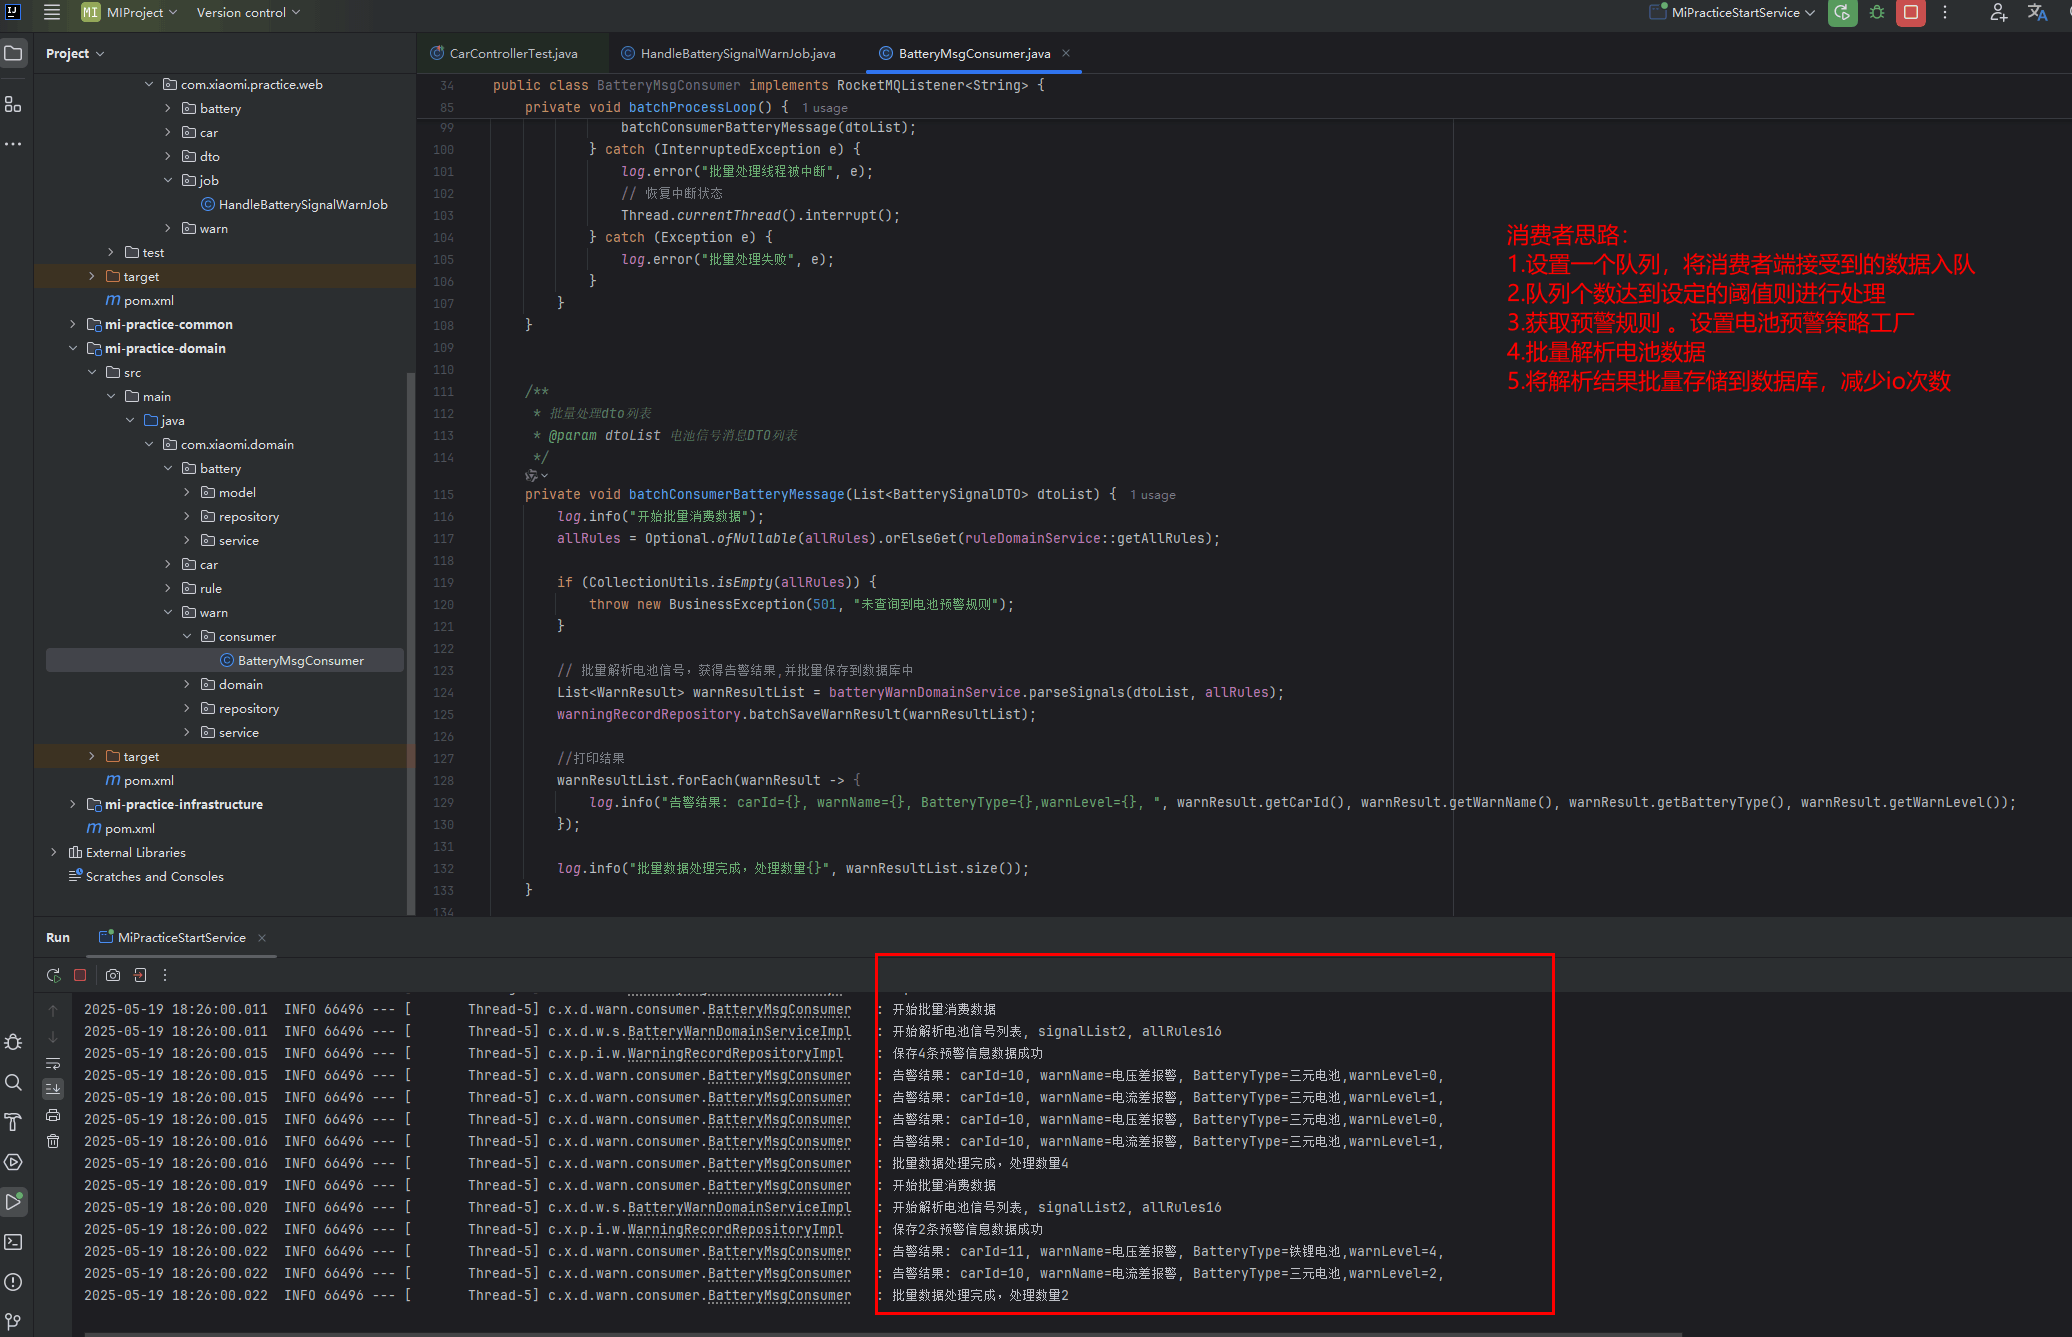 MI MIProject Version control MiPracticeStartService
Project
com.xiaomi.practice.web
battery
car
dto
job
HandleBatterySignalWarnJob
warn
test
target
pom.xml
mi-practice-common
mi-practice-domain
src
main
java
com.xiaomi.domain
battery
model
repository
service
car
rule
warn
consumer
BatteryMsgConsumer
domain
repository
service
target
pom.xml
mi-practice-infrastructure
pom.xml
External Libraries
Scratches and Consoles
CarControllerTest.java HandleBatterySignalWarnJob.java BatteryMsgConsumer.java
34 public class BatteryMsgConsumer implements RocketMQListener<String> {
85 private void batchProcessLoop() { 1 usage
99 batchConsumerBatteryMessage(dtoList);
100 } catch (InterruptedException e) {
101 log.error("批量处理线程被中断", e);
102 // 恢复中断状态
103 Thread.currentThread().interrupt();
104 } catch (Exception e) {
105 log.error("批量处理失败", e);
106 }
107 }
108 }
109
110
111 /**
112 * 批量处理dto列表
113 * @param dtoList 电池信号消息DTO列表
114 */
115 private void batchConsumerBatteryMessage(List<BatterySignalDTO> dtoList) { 1 usage
116 log.info("开始批量消费数据");
117 allRules = Optional.ofNullable(allRules).orElseGet(ruleDomainService::getAllRules);
118
119 if (CollectionUtils.isEmpty(allRules)) {
120 throw new BusinessException(501, "未查询到电池预警规则");
121 }
122
123 // 批量解析电池信号，获得告警结果,并批量保存到数据库中
124 List<WarnResult> warnResultList = batteryWarnDomainService.parseSignals(dtoList, allRules);
125 warningRecordRepository.batchSaveWarnResult(warnResultList);
126
127 //打印结果
128 warnResultList.forEach(warnResult -> {
129 log.info("告警结果: carId={}, warnName={}, BatteryType={},warnLevel={}, ", warnResult.getCarId(), warnResult.getWarnName(), warnResult.getBatteryType(), warnResult.getWarnLevel());
130 });
131
132 log.info("批量数据处理完成，处理数量{}", warnResultList.size());
133 }
134
消费者思路：
1.设置一个队列，将消费者端接受到的数据入队
2.队列个数达到设定的阈值则进行处理
3.获取预警规则 。设置电池预警策略工厂
4.批量解析电池数据
5.将解析结果批量存储到数据库，减少io次数
Run MiPracticeStartService
2025-05-19 18:26:00.011 INFO 66496 --- [ Thread-5] c.x.d.warn.consumer.BatteryMsgConsumer : 开始批量消费数据
2025-05-19 18:26:00.011 INFO 66496 --- [ Thread-5] c.x.d.w.s.BatteryWarnDomainServiceImpl : 开始解析电池信号列表, signalList2, allRules16
2025-05-19 18:26:00.015 INFO 66496 --- [ Thread-5] c.x.p.i.w.WarningRecordRepositoryImpl : 保存4条预警信息数据成功
2025-05-19 18:26:00.015 INFO 66496 --- [ Thread-5] c.x.d.warn.consumer.BatteryMsgConsumer : 告警结果: carId=10, warnName=电压差报警, BatteryType=三元电池,warnLevel=0,
2025-05-19 18:26:00.015 INFO 66496 --- [ Thread-5] c.x.d.warn.consumer.BatteryMsgConsumer : 告警结果: carId=10, warnName=电流差报警, BatteryType=三元电池,warnLevel=1,
2025-05-19 18:26:00.015 INFO 66496 --- [ Thread-5] c.x.d.warn.consumer.BatteryMsgConsumer : 告警结果: carId=10, warnName=电压差报警, BatteryType=三元电池,warnLevel=0,
2025-05-19 18:26:00.016 INFO 66496 --- [ Thread-5] c.x.d.warn.consumer.BatteryMsgConsumer : 告警结果: carId=10, warnName=电流差报警, BatteryType=三元电池,warnLevel=1,
2025-05-19 18:26:00.016 INFO 66496 --- [ Thread-5] c.x.d.warn.consumer.BatteryMsgConsumer : 批量数据处理完成，处理数量4
2025-05-19 18:26:00.019 INFO 66496 --- [ Thread-5] c.x.d.warn.consumer.BatteryMsgConsumer : 开始批量消费数据
2025-05-19 18:26:00.020 INFO 66496 --- [ Thread-5] c.x.d.w.s.BatteryWarnDomainServiceImpl : 开始解析电池信号列表, signalList2, allRules16
2025-05-19 18:26:00.022 INFO 66496 --- [ Thread-5] c.x.p.i.w.WarningRecordRepositoryImpl : 保存2条预警信息数据成功
2025-05-19 18:26:00.022 INFO 66496 --- [ Thread-5] c.x.d.warn.consumer.BatteryMsgConsumer : 告警结果: carId=11, warnName=电压差报警, BatteryType=铁锂电池,warnLevel=4,
2025-05-19 18:26:00.022 INFO 66496 --- [ Thread-5] c.x.d.warn.consumer.BatteryMsgConsumer : 告警结果: carId=10, warnName=电流差报警, BatteryType=三元电池,warnLevel=2,
2025-05-19 18:26:00.022 INFO 66496 --- [ Thread-5] c.x.d.warn.consumer.BatteryMsgConsumer : 批量数据处理完成，处理数量2